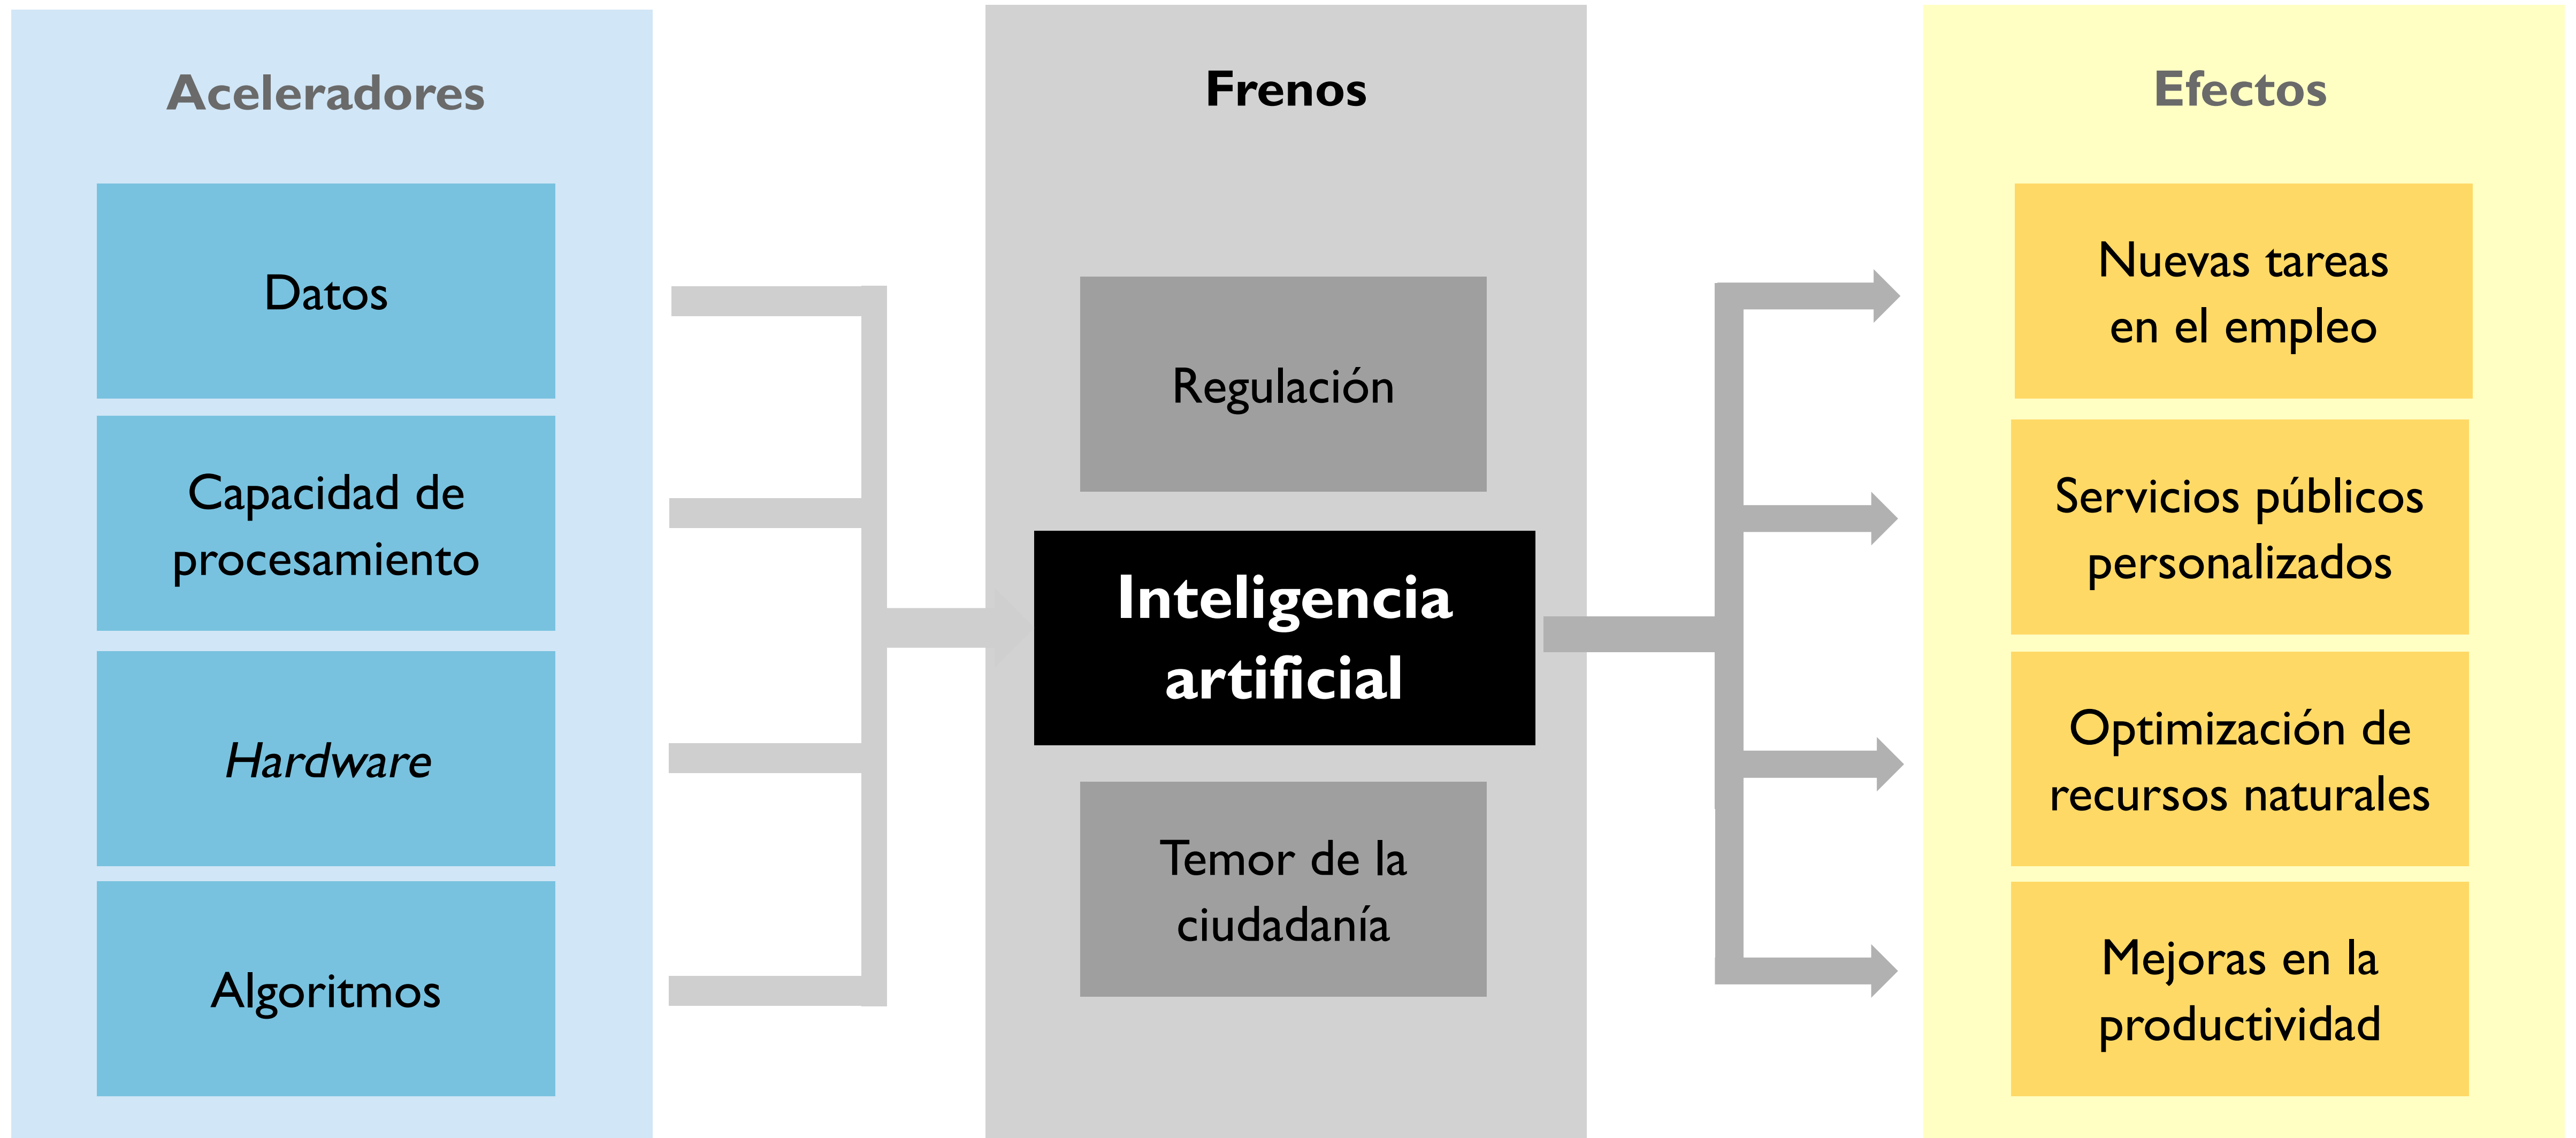 Aceleradores
Datos
Capacidad de
procesamiento
Hardware
Algoritmos
Frenos
Regulación
Inteligencia
artificial
Temor de la
ciudadanía
Efectos
Nuevas tareas
en el empleo
Servicios públicos
personalizados
Optimización de
recursos naturales
Mejoras en la
productividad